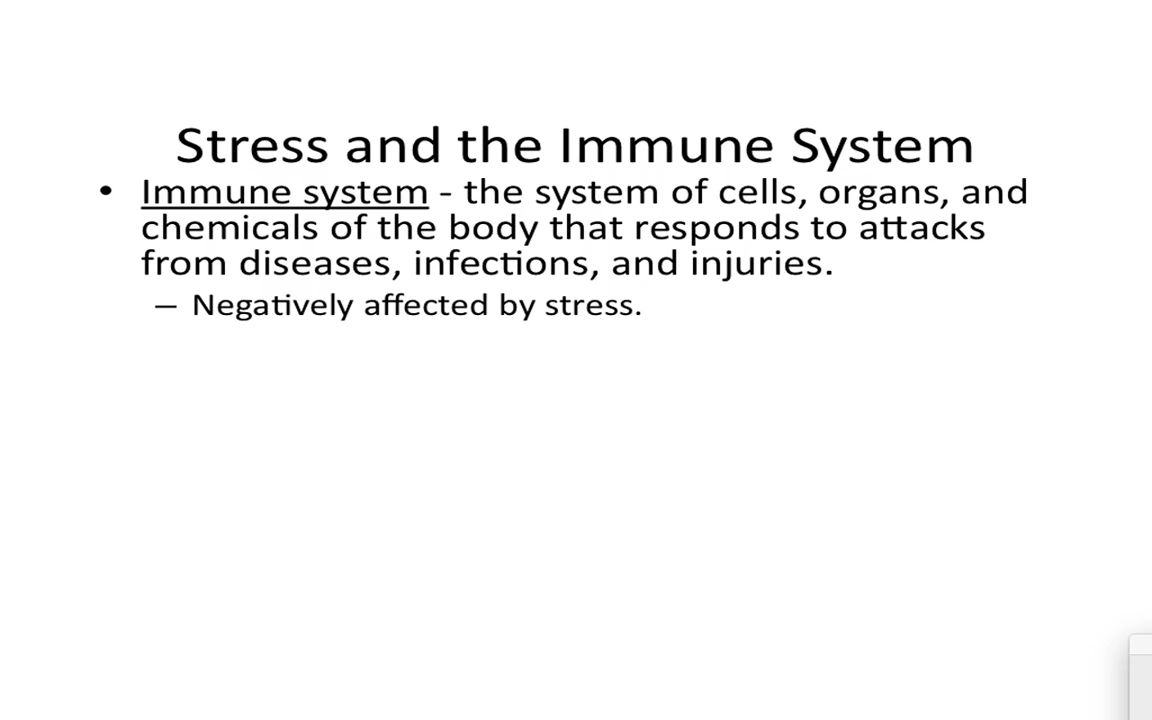 Stress and the Immune System
• Immune system - the system of cells, organs, and
chemicals of the body that responds to attacks
from diseases, infections, and injuries.
– Negatively affected by stress.